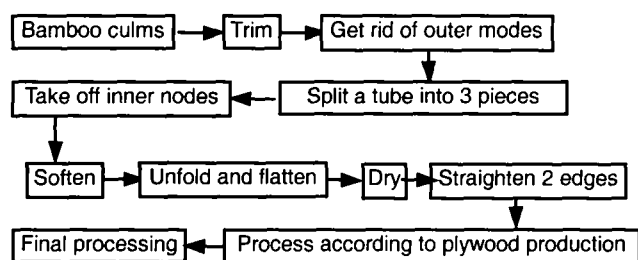 Bamboo culms
Trim
Get rid of outer modes
Split a tube into 3 pieces
Take off inner nodes
Soften
Unfold and flatten
Dry
Straighten 2 edges
Process according to plywood production
Final processing